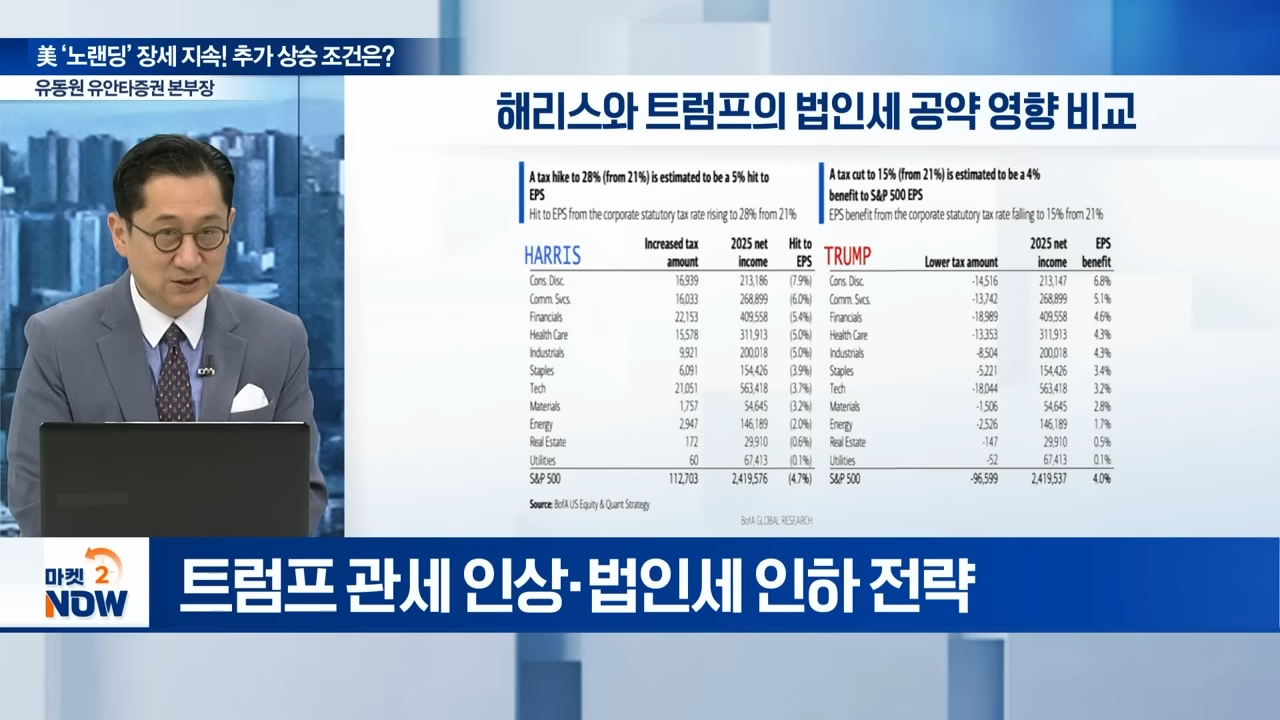 美 ‘노랜딩’ 장세 지속! 추가 상승 조건은?
유동원 유안타증권 본부장
해리스와 트럼프의 법인세 공약 영향 비교
A tax hike to 28% (from 21%) is estimated to be a 5% hit to
EPS
Hit to EPS from the corporate statutory tax rate rising to 28% from 21%
HARRIS Increased tax amount 2025 net income Hit to EPS
Cons. Disc. 16,939 213,186 (7.9%)
Comm. Svcs. 16,033 268,899 (6.0%)
Financials 22,153 409,558 (5.4%)
Health Care 15,578 311,913 (5.0%)
Industrials 9,921 200,018 (5.0%)
Staples 6,091 154,426 (3.9%)
Tech 21,051 563,418 (3.7%)
Materials 1,757 54,645 (3.2%)
Energy 2,947 146,189 (2.0%)
Real Estate 172 29,910 (0.6%)
Utilities 60 67,413 (0.1%)
S&P 500 112,703 2,419,576 (4.7%)
Source: BofA US Equity & Quant Strategy
BofA GLOBAL RESEARCH
A tax cut to 15% (from 21%) is estimated to be a 4%
benefit to S&P 500 EPS
EPS benefit from the corporate statutory tax rate falling to 15% from 21%
TRUMP Lower tax amount 2025 net income EPS benefit
Cons. Disc. -14,516 213,147 6.8%
Comm. Svcs. -13,742 268,899 5.1%
Financials -18,989 409,558 4.6%
Health Care -13,353 311,913 4.3%
Industrials -8,504 200,018 4.3%
Staples -5,221 154,426 3.4%
Tech -18,044 563,418 3.2%
Materials -1,506 54,645 2.8%
Energy -2,526 146,189 1.7%
Real Estate -147 29,910 0.5%
Utilities -52 67,413 0.1%
S&P 500 -96,599 2,419,537 4.0%
마켓 2
NOW
트럼프 관세 인상·법인세 인하 전략